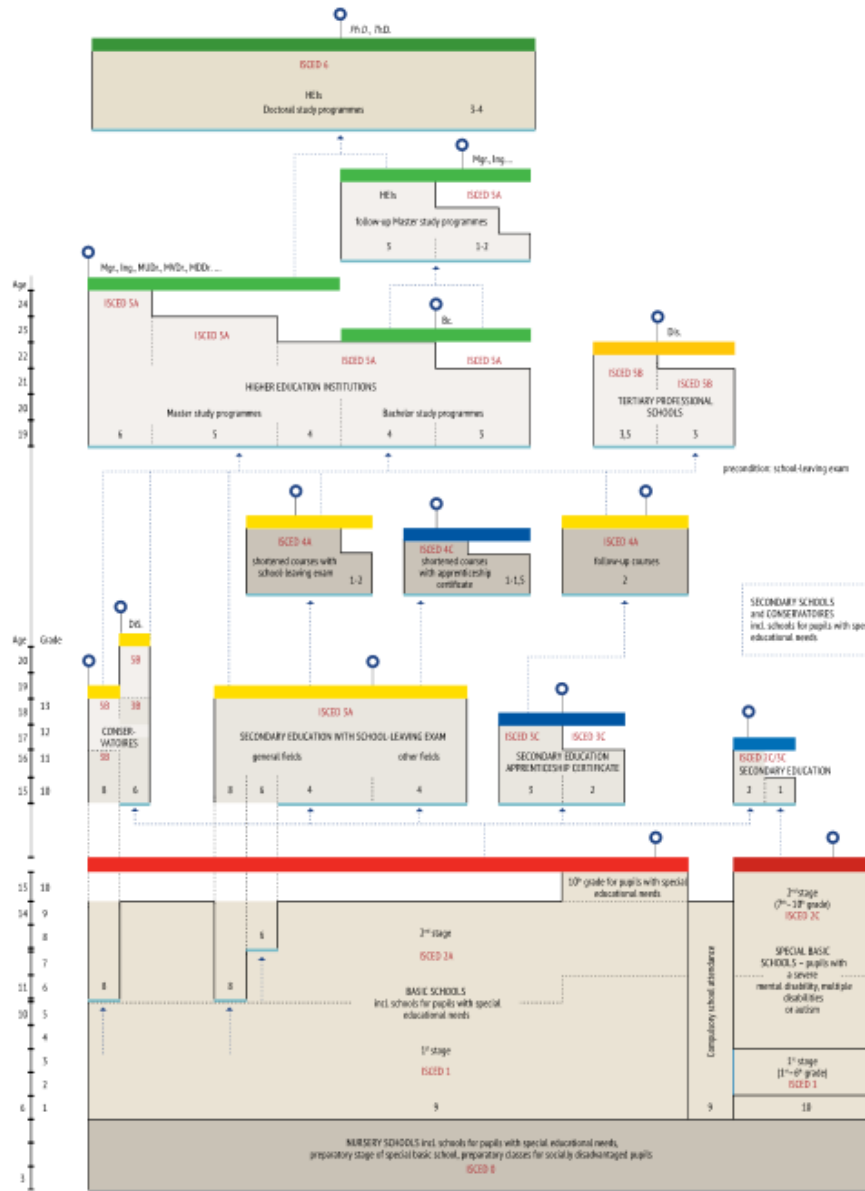 Ph.D., Th.D.
ISCED 6
HEIs
Doctoral study programmes
3-4
Mgr., Ing....
HEIs
ISCED 5A
follow-up Master study programmes
1-2
Mgr., Ing., MUDr., MVDr., MDDr. ...
Age
24
ISCED 5A
ISCED 5A
Bc.
Dis.
23
22
ISCED 5A
ISCED 5A
ISCED 5B
ISCED 5B
21
HIGHER EDUCATION INSTITUTIONS
TERTIARY PROFESSIONAL
SCHOOLS
20
Master study programmes
Bachelor study programmes
19
6
5
4
4
3,5
3
precondition: school-leaving exam
ISCED 4A
shortened courses with
school-leaving exam
1-2
ISCED 4C
shortened courses
with apprenticeship
certificate
1-1,5
ISCED 4A
follow-up courses
2
SECONDARY SCHOOLS
and CONSERVATOIRES
incl. schools for pupils with spe
educational needs
Age
Grade
Dis.
20
5B
19
18
13
5B
3B
ISCED 3A
17
12
CONSER-
VATOIRES
SECONDARY EDUCATION WITH SCHOOL-LEAVING EXAM
ISCED 3C
ISCED 3C
16
11
general fields
other fields
SECONDARY EDUCATION
APPRENTICESHIP CERTIFICATE
ISCED 2C/3C
SECONDARY EDUCATION
15
10
8
6
8
6
4
4
3
2
2
1
15
10
10th grade for pupils with special
educational needs
2nd stage
(7th–10th grade)
ISCED 2C
14
9
8
6
2nd stage
7
ISCED 2A
SPECIAL BASIC
SCHOOLS – pupils with
a severe
mental disability, multiple
disabilities
or autism
11
6
8
8
BASIC SCHOOLS
incl. schools for pupils with special
educational needs
Compulsory school attendance
10
5
4
3
1st stage
1st stage
(1st–6th grade)
ISCED 1
2
ISCED 1
6
1
9
9
10
NURSERY SCHOOLS incl. schools for pupils with special educational needs,
preparatory stage of special basic school, preparatory classes for socially disadvantaged pupils
ISCED 0
3